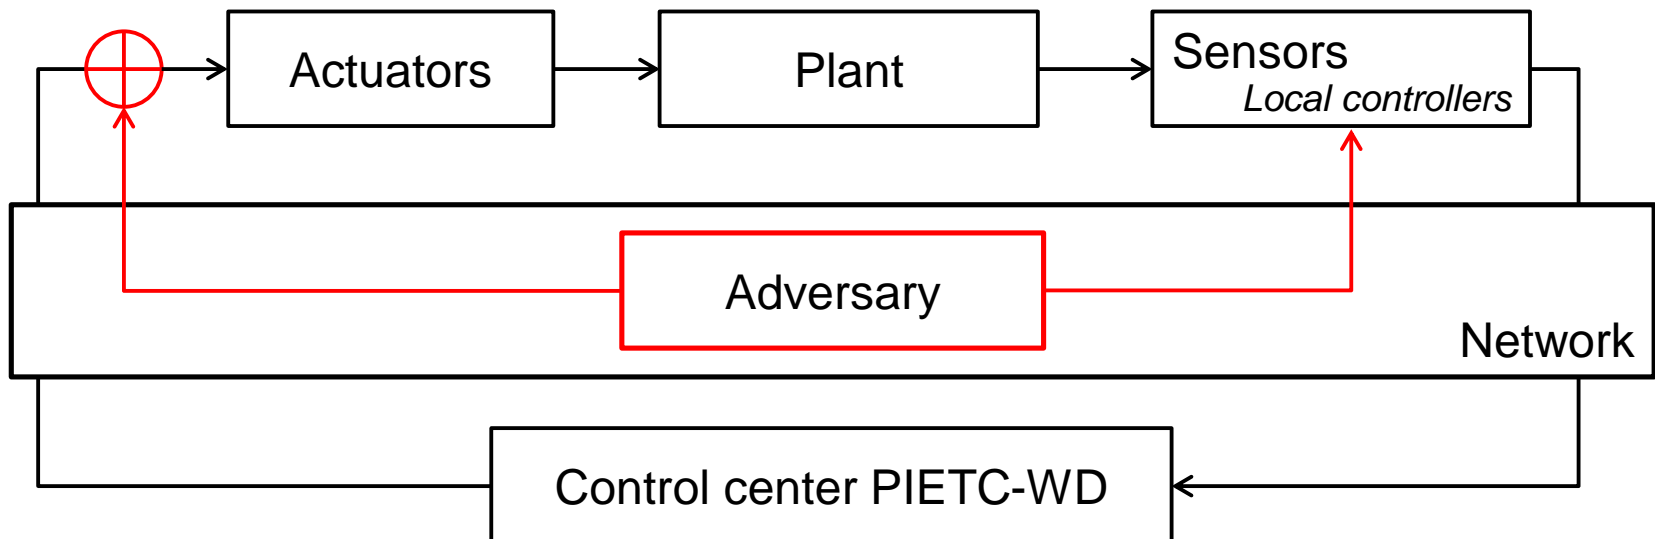 Actuators
Plant
Sensors
Local controllers
Adversary
Network
Control center PIETC-WD